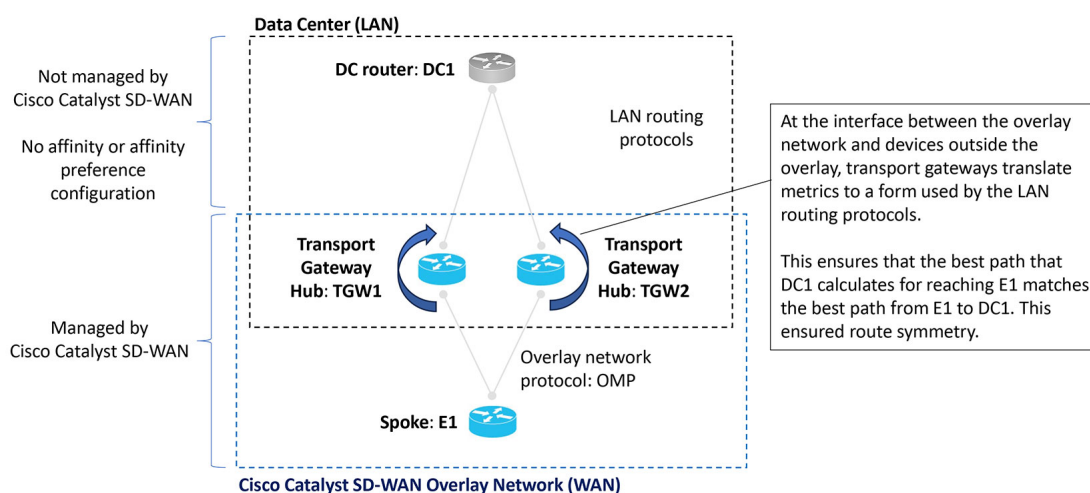 Data Center (LAN)
DC router: DC1
Not managed by
Cisco Catalyst SD-WAN
No affinity or affinity
preference
configuration
LAN routing
protocols
At the interface between the overlay
network and devices outside the
overlay, transport gateways translate
metrics to a form used by the LAN
routing protocols.
This ensures that the best path that
DC1 calculates for reaching E1 matches
the best path from E1 to DC1. This
ensured route symmetry.
Transport
Gateway
Hub: TGW1
Transport
Gateway
Hub: TGW2
Managed by
Cisco Catalyst SD-WAN
Overlay network
protocol: OMP
Spoke: E1
Cisco Catalyst SD-WAN Overlay Network (WAN)